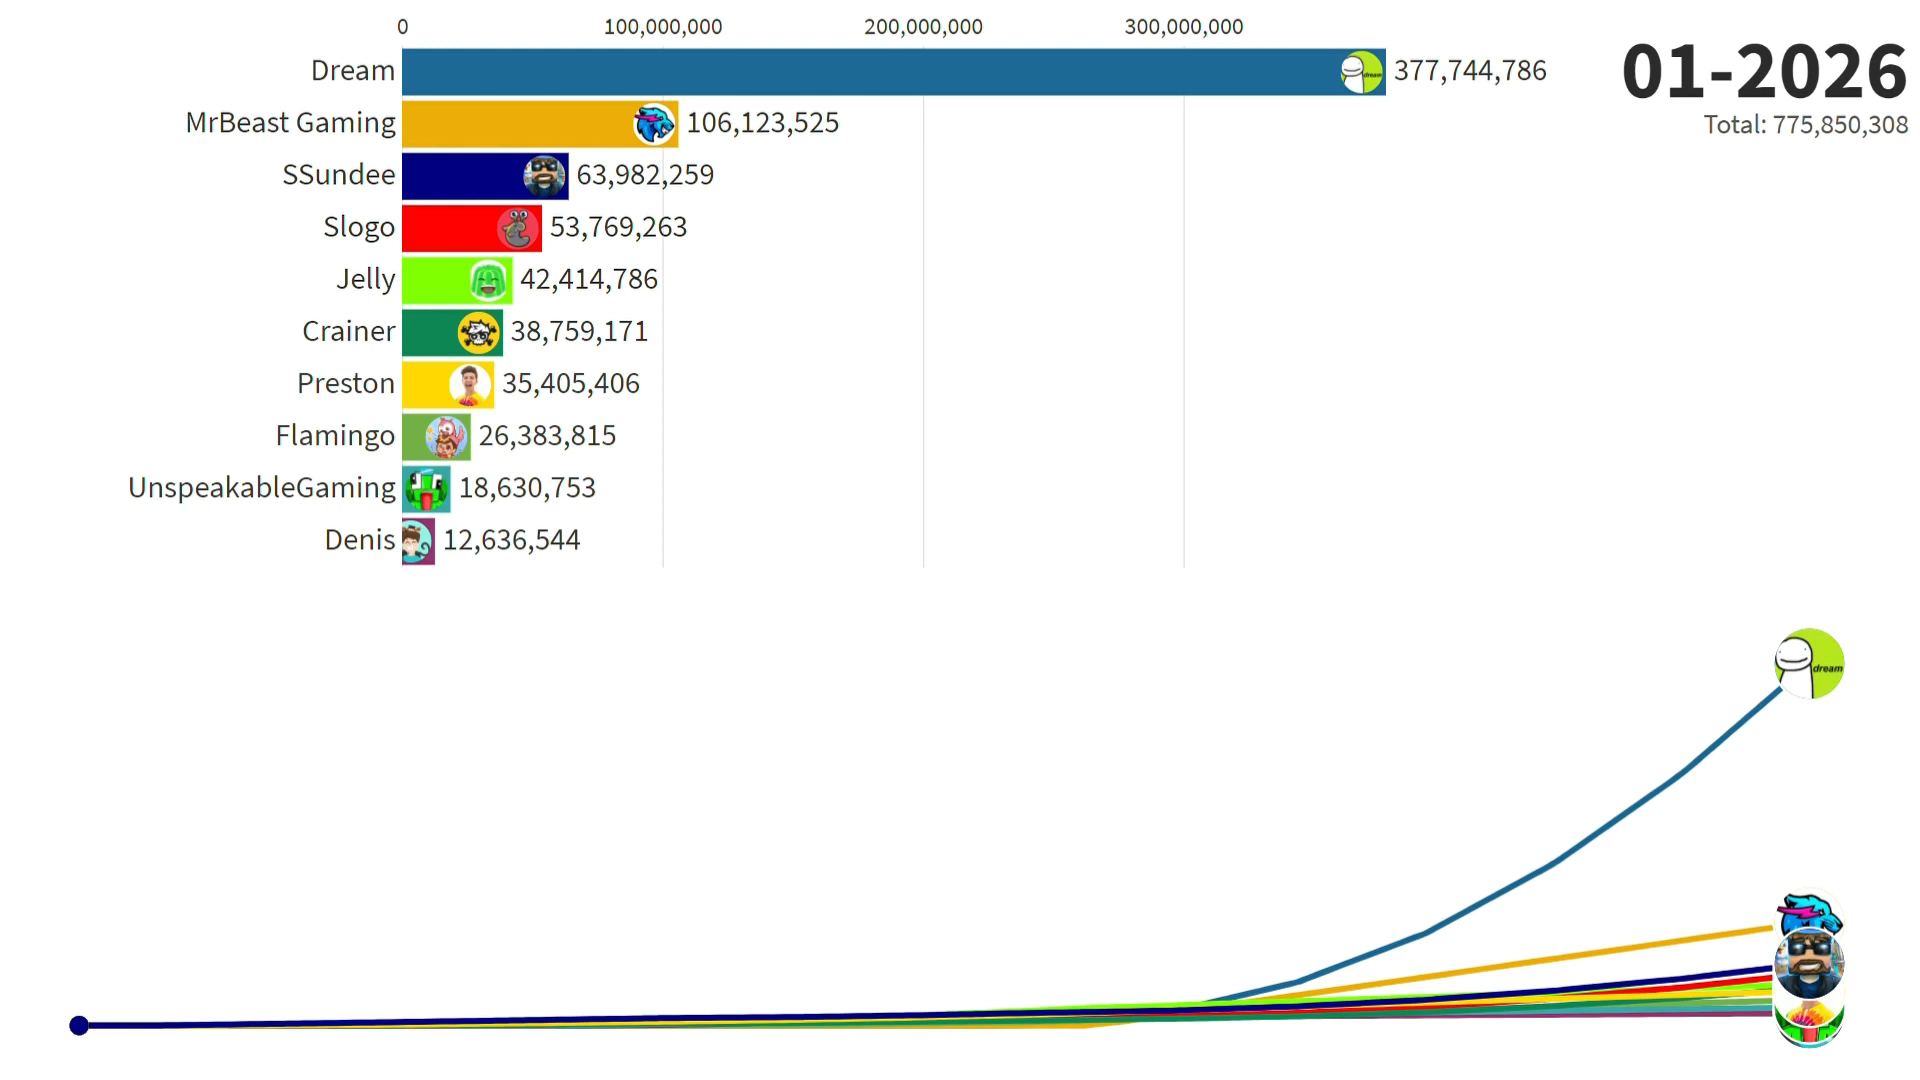 0 100,000,000 200,000,000 300,000,000
Dream 377,744,786
01-2026
Total: 775,850,308
MrBeast Gaming 106,123,525
SSundee 63,982,259
Slogo 53,769,263
Jelly 42,414,786
Crainer 38,759,171
Preston 35,405,406
Flamingo 26,383,815
UnspeakableGaming 18,630,753
Denis 12,636,544
dream
dream